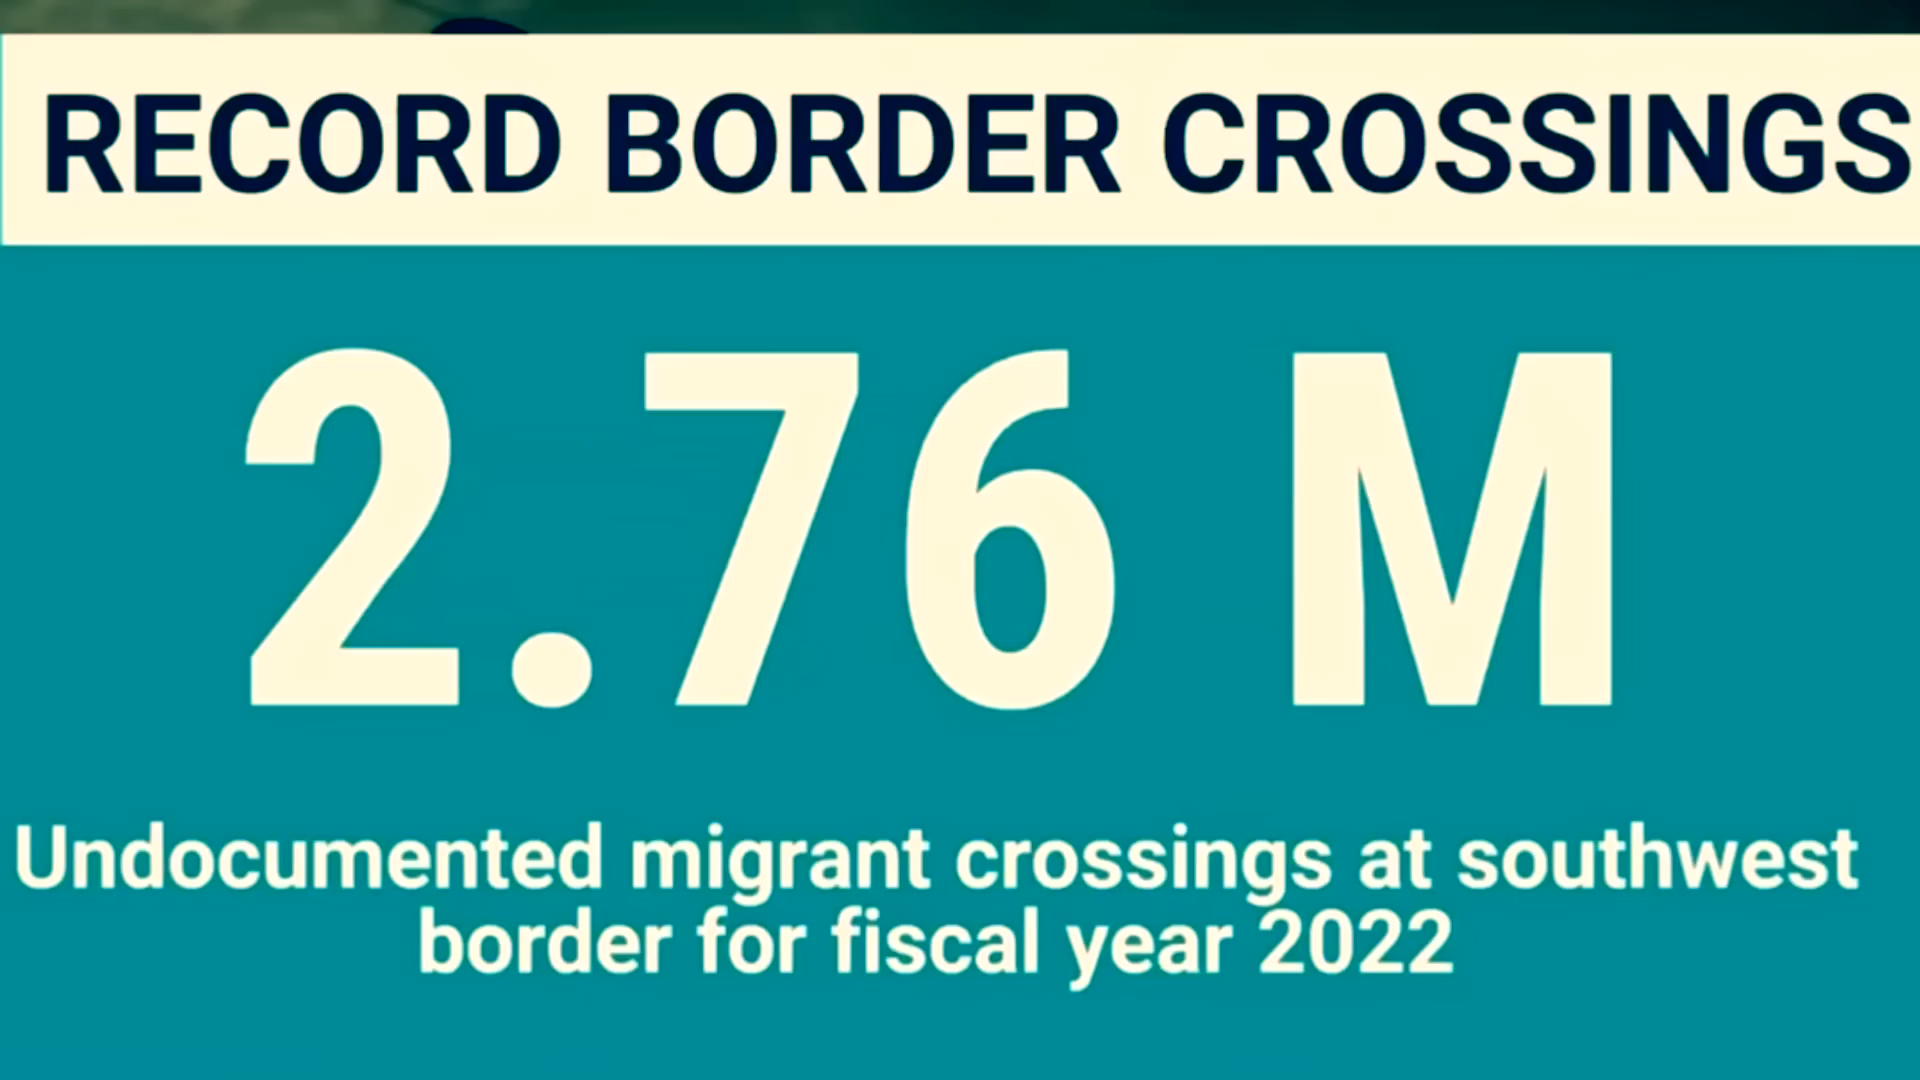 RECORD BORDER CROSSINGS
2.76 M
Undocumented migrant crossings at southwest
border for fiscal year 2022